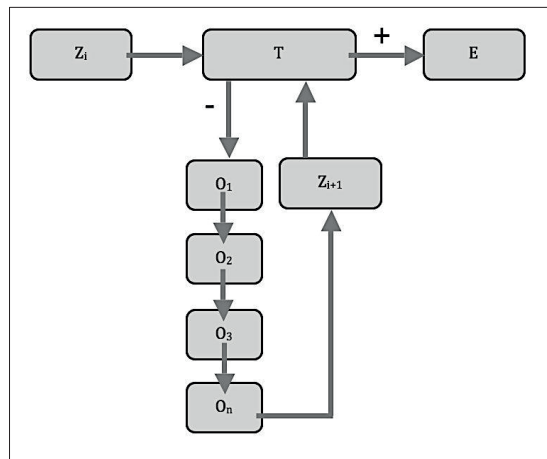 Zᵢ
T
+
E
-
O₁
Zᵢ₊₁
O₂
O₃
Oₙ